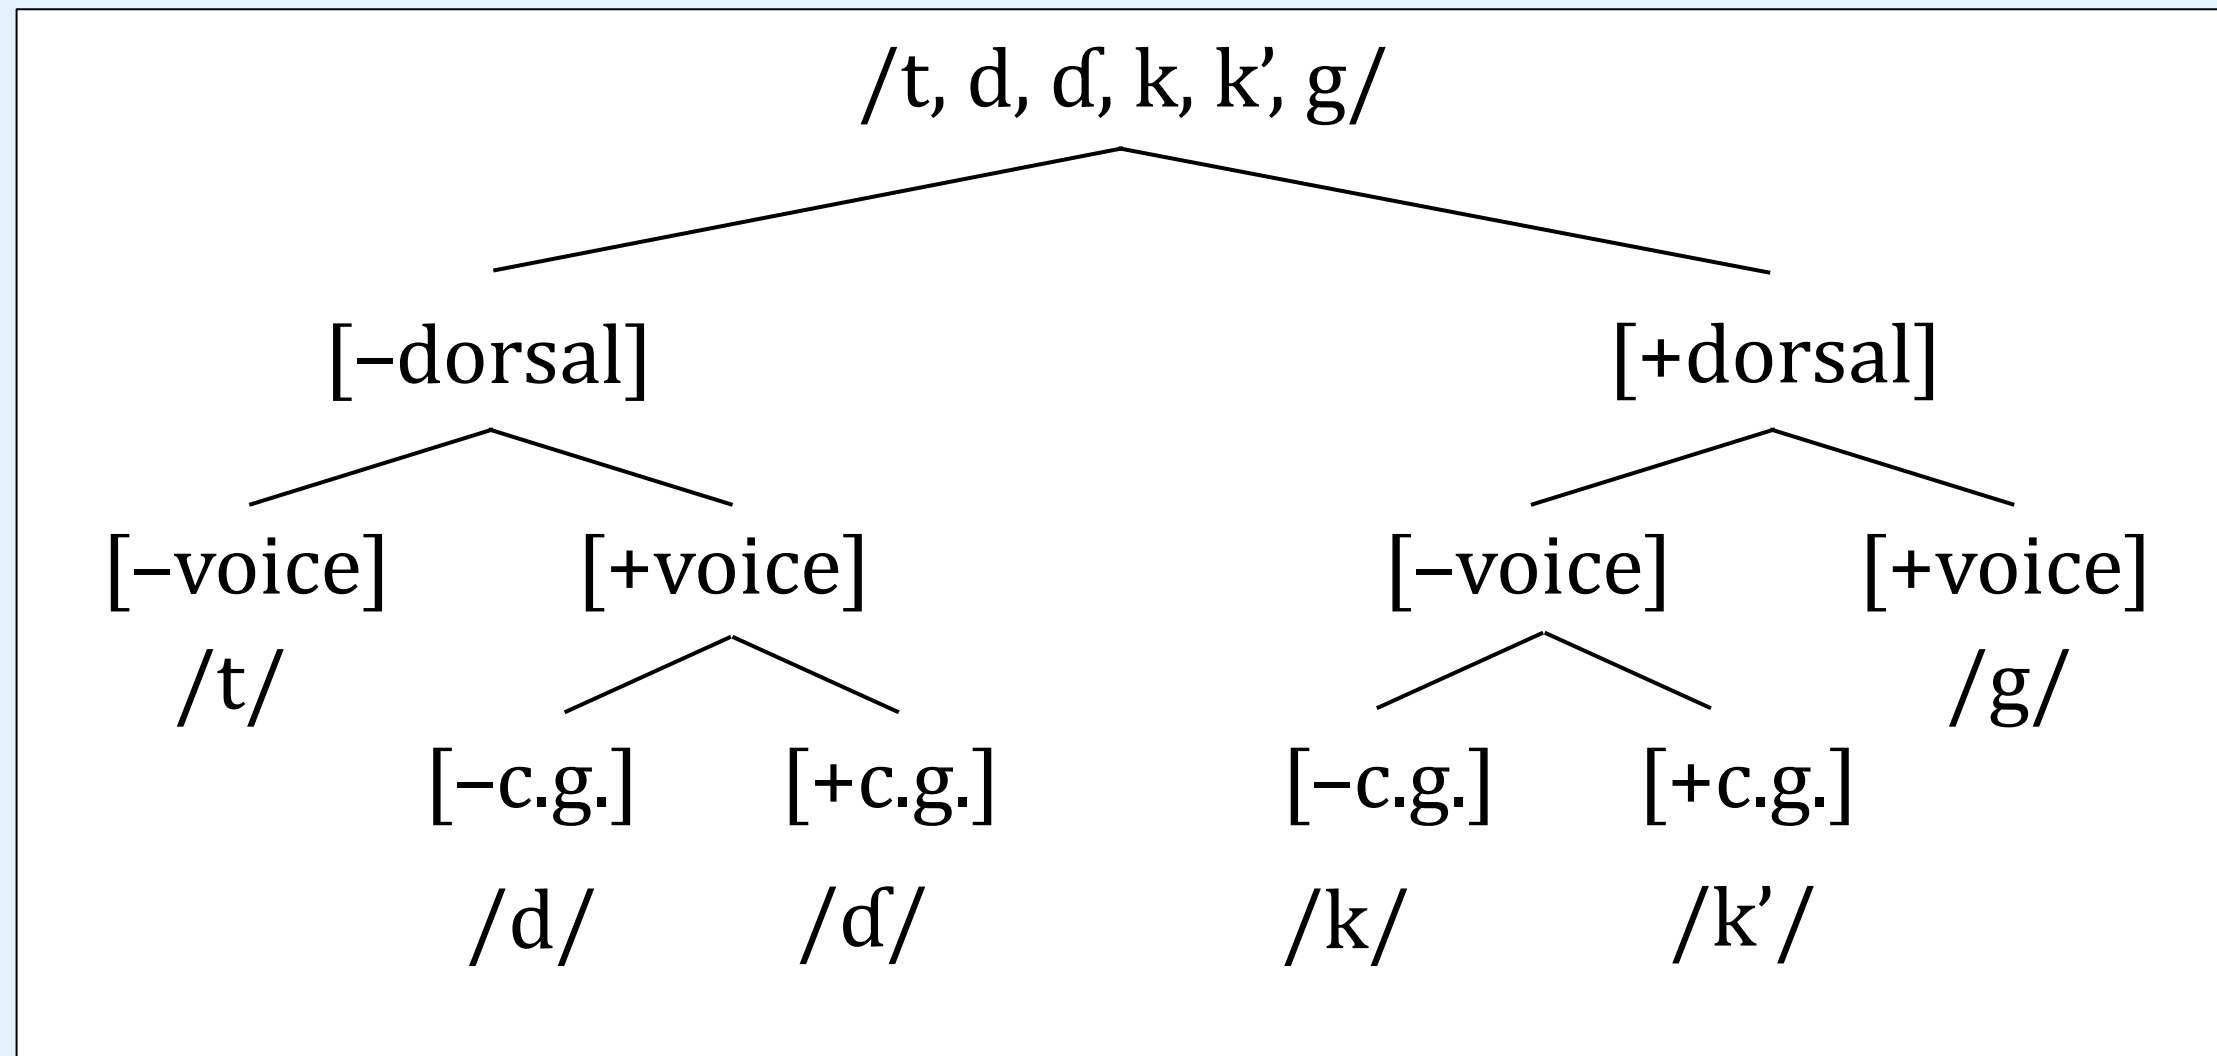 /t, d, ɗ, k, k’, g/
[–dorsal] [+dorsal]
[–voice] [+voice] [–voice] [+voice]
/t/ /g/
[–c.g.] [+c.g.] [–c.g.] [+c.g.]
/d/ /ɗ/ /k/ /k’/